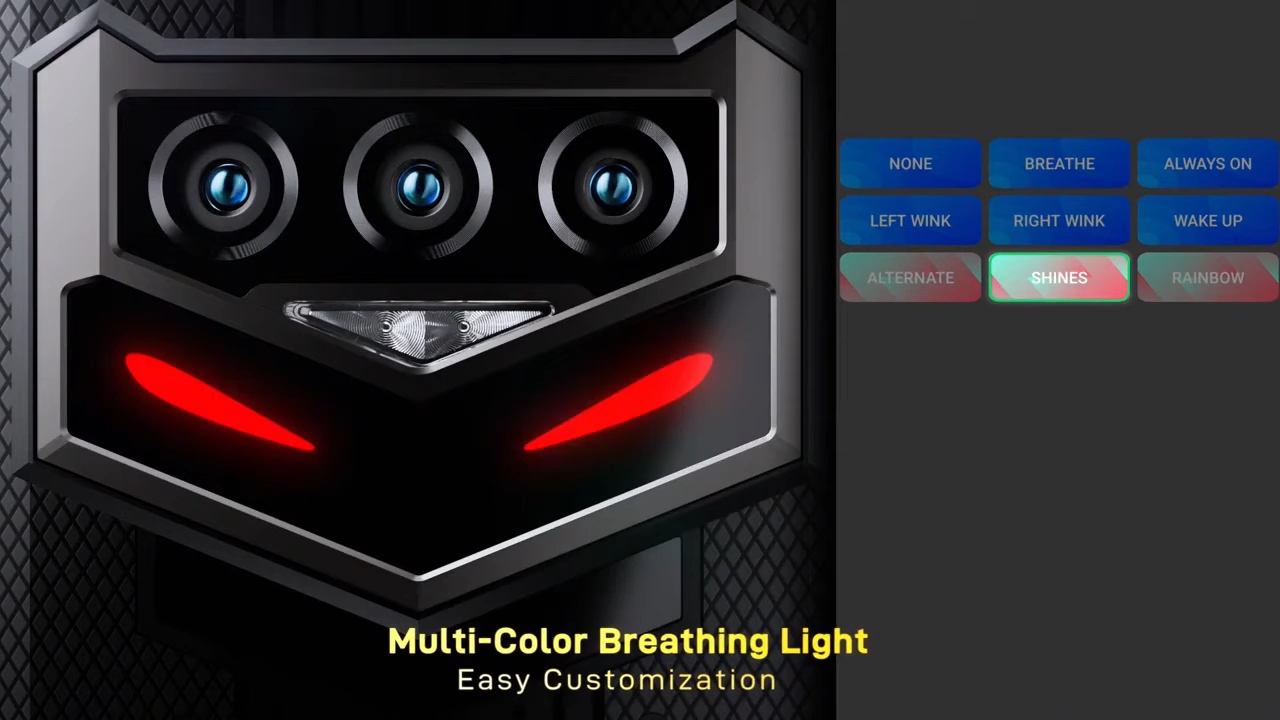 NONE BREATHE ALWAYS ON
LEFT WINK RIGHT WINK WAKE UP
ALTERNATE SHINES RAINBOW
Multi-Color Breathing Light
Easy Customization